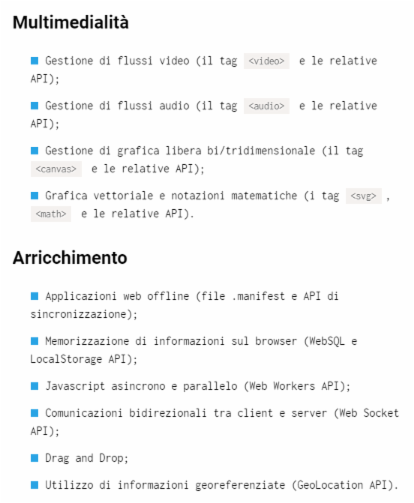 Multimedialità
Gestione di flussi video (il tag <video> e le relative
API);
Gestione di flussi audio (il tag <audio> e le relative
API);
Gestione di grafica libera bi/tridimensionale (il tag
<canvas> e le relative API);
Grafica vettoriale e notazioni matematiche (i tag <svg> ,
<math> e le relative API).
Arricchimento
Applicazioni web offline (file .manifest e API di
sincronizzazione);
Memorizzazione di informazioni sul browser (WebSQL e
LocalStorage API);
Javascript asincrono e parallelo (Web Workers API);
Comunicazioni bidirezionali tra client e server (Web Socket
API);
Drag and Drop;
Utilizzo di informazioni georeferenziate (GeoLocation API).